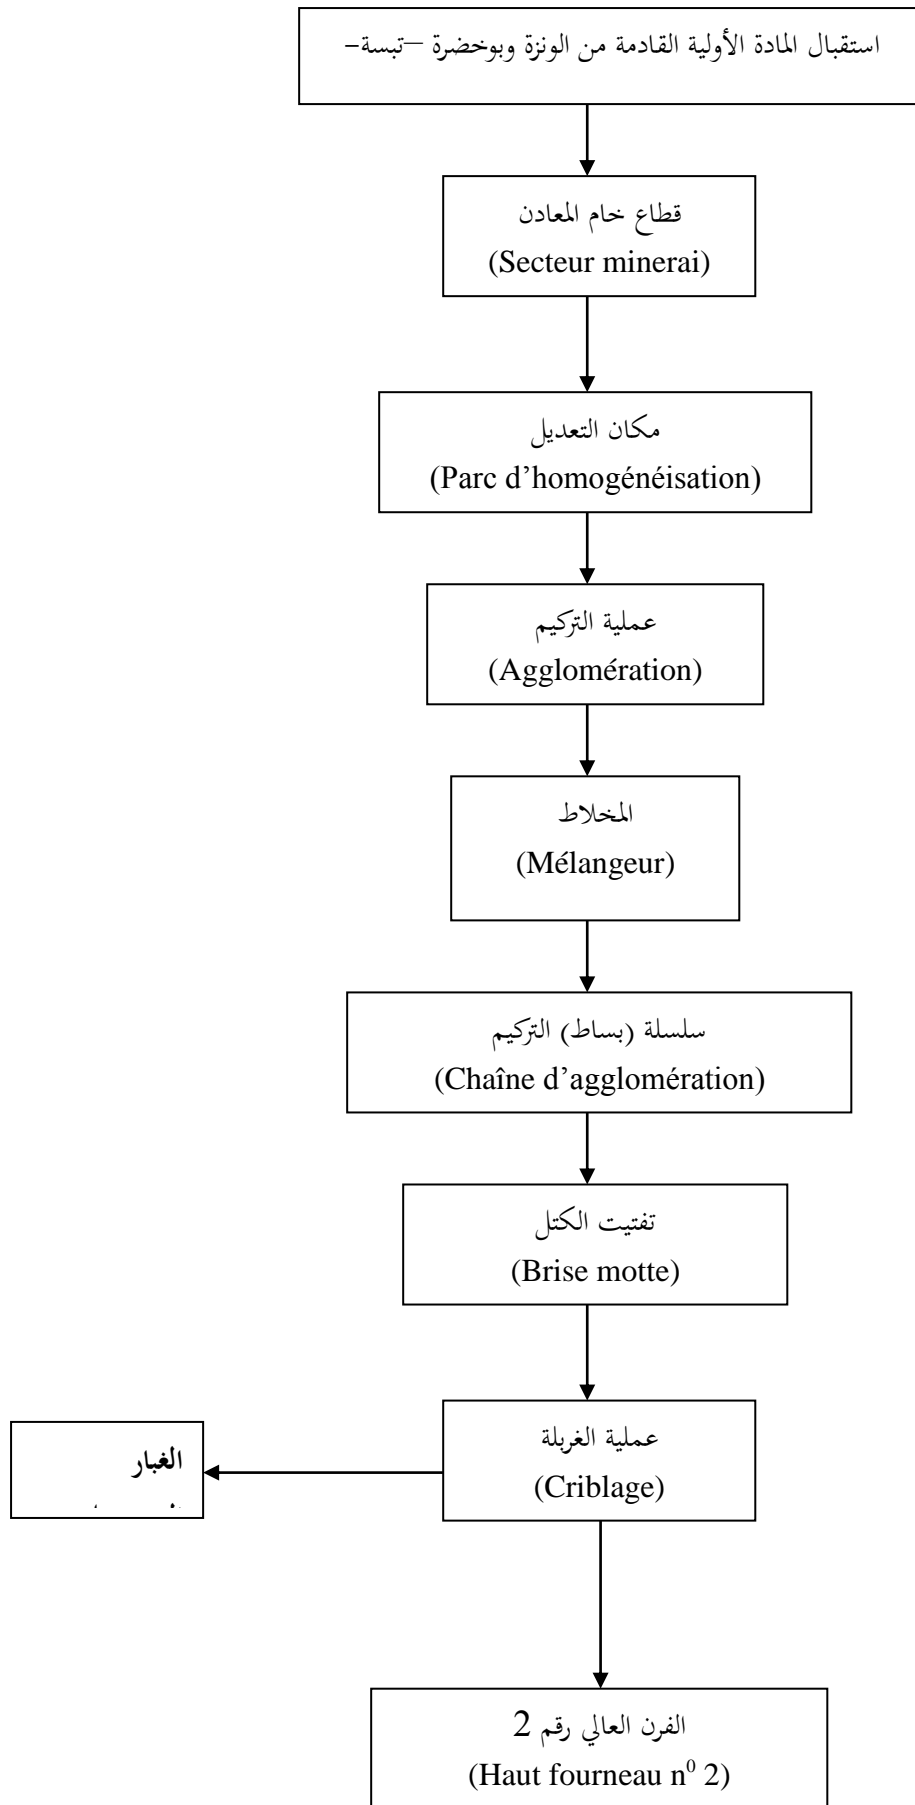 استقبال المادة الأولية القادمة من الونزة وبوخضرة –تبسة-
قطاع خام المعادن
(Secteur minerai)
مكان التعديل
(Parc d’homogénéisation)
عملية التركيم
(Agglomération)
المخلاط
(Mélangeur)
سلسلة (بساط) التركيم
(Chaîne d’agglomération)
تفتيت الكتل
(Brise motte)
عملية الغربلة
(Criblage)
الغبار
الفرن العالي رقم 2
(Haut fourneau n⁰ 2)